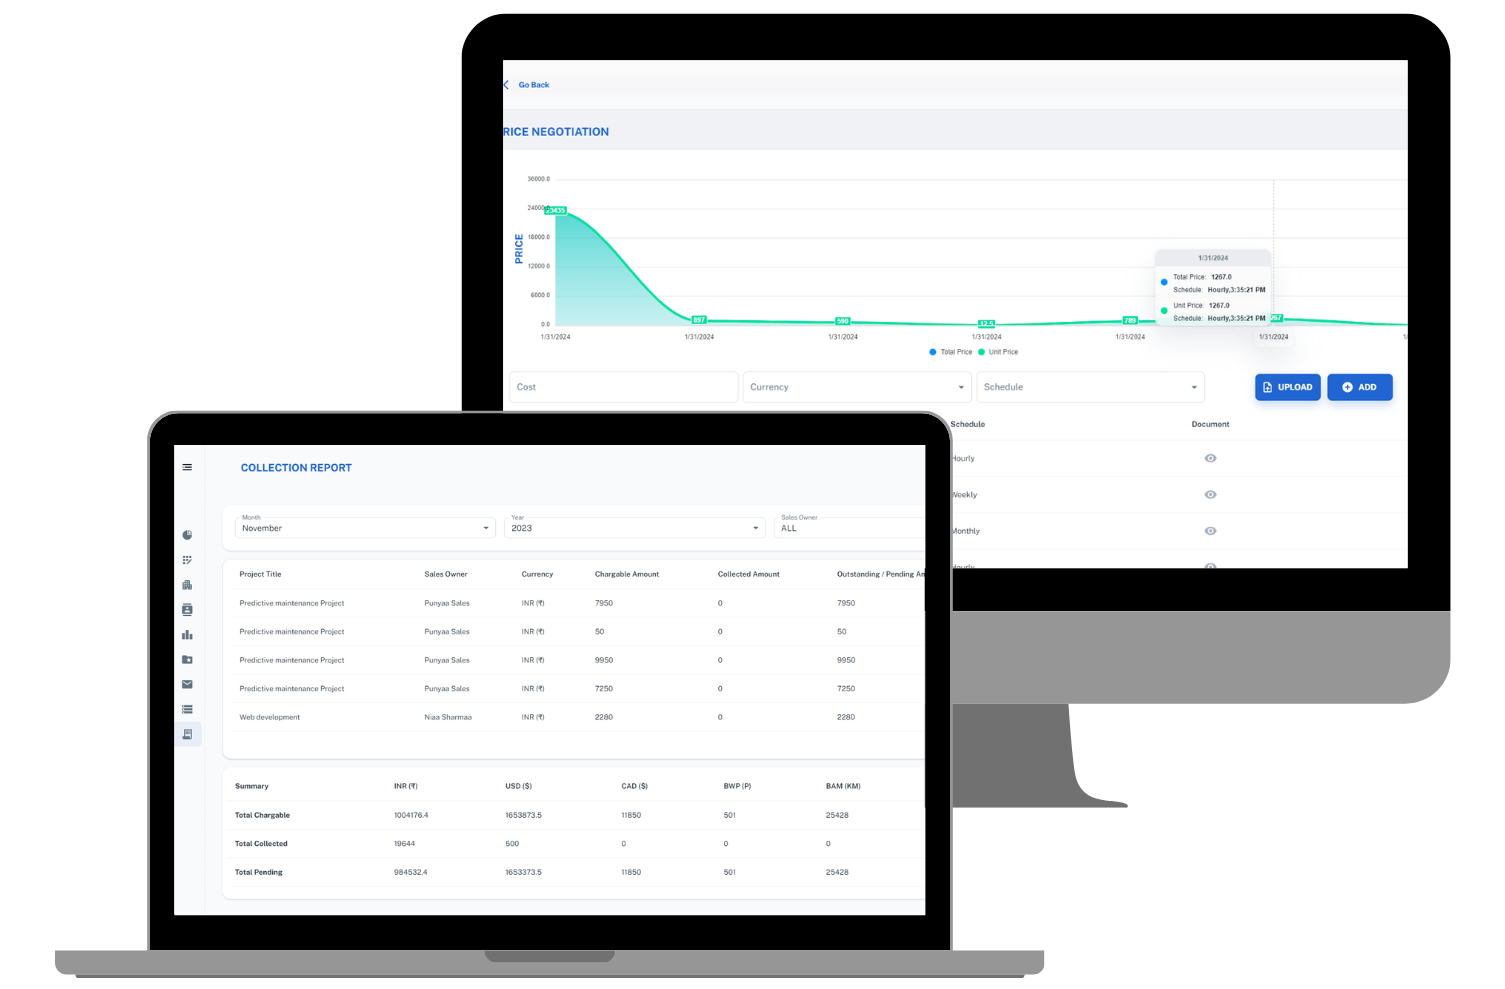 Go Back
RICE NEGOTIATION
30000.0
24000.0
23435
18000.0
PRICE
12000.0
6000.0
0.0
897
590
12.5
789
267
1/31/2024
Total Price: 1267.0
Schedule: Hourly,3:35:21 PM
Unit Price: 1267.0
Schedule: Hourly,3:35:21 PM
1/31/2024 1/31/2024 1/31/2024 1/31/2024 1/31/2024 1/31/2024
Total Price Unit Price
Cost Currency Schedule UPLOAD ADD
Schedule Document
Hourly
Weekly
Monthly
Hourly
COLLECTION REPORT
Month Year Sales Owner
November 2023 ALL
Project Title Sales Owner Currency Chargable Amount Collected Amount Outstanding / Pending Am
Predictive maintenance Project Punyaa Sales INR (₹) 7950 0 7950
Predictive maintenance Project Punyaa Sales INR (₹) 50 0 50
Predictive maintenance Project Punyaa Sales INR (₹) 9950 0 9950
Predictive maintenance Project Punyaa Sales INR (₹) 7250 0 7250
Web development Niaa Sharmaa INR (₹) 2280 0 2280
Summary INR (₹) USD ($) CAD ($) BWP (P) BAM (KM)
Total Chargable 1004176.4 1653873.5 11850 501 25428
Total Collected 19644 500 0 0 0
Total Pending 984532.4 1653373.5 11850 501 25428